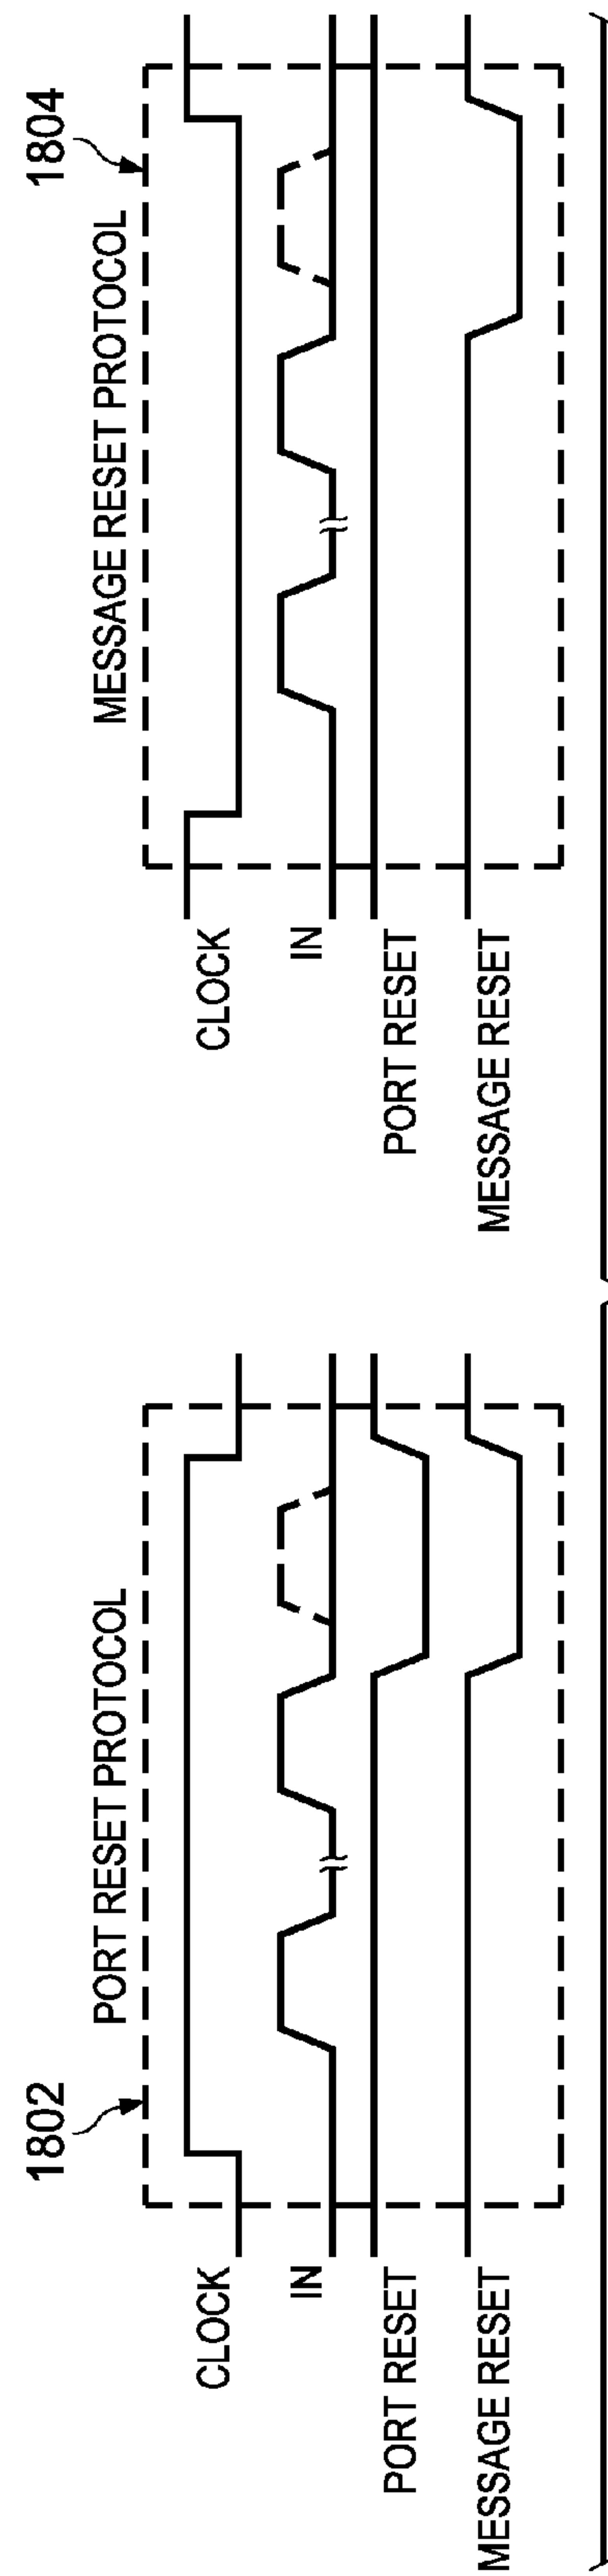 1802
PORT RESET PROTOCOL
CLOCK
IN
PORT RESET
MESSAGE RESET
1804
MESSAGE RESET PROTOCOL
CLOCK
IN
PORT RESET
MESSAGE RESET